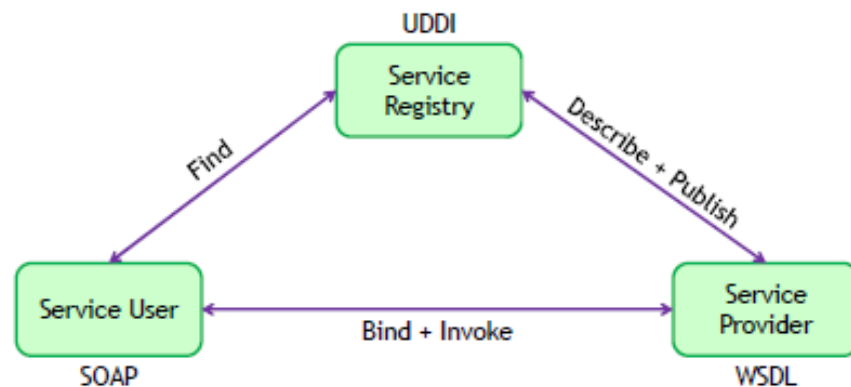 UDDI
Service
Registry
Find
Describe + Publish
Service User
Bind + Invoke
Service
Provider
SOAP
WSDL